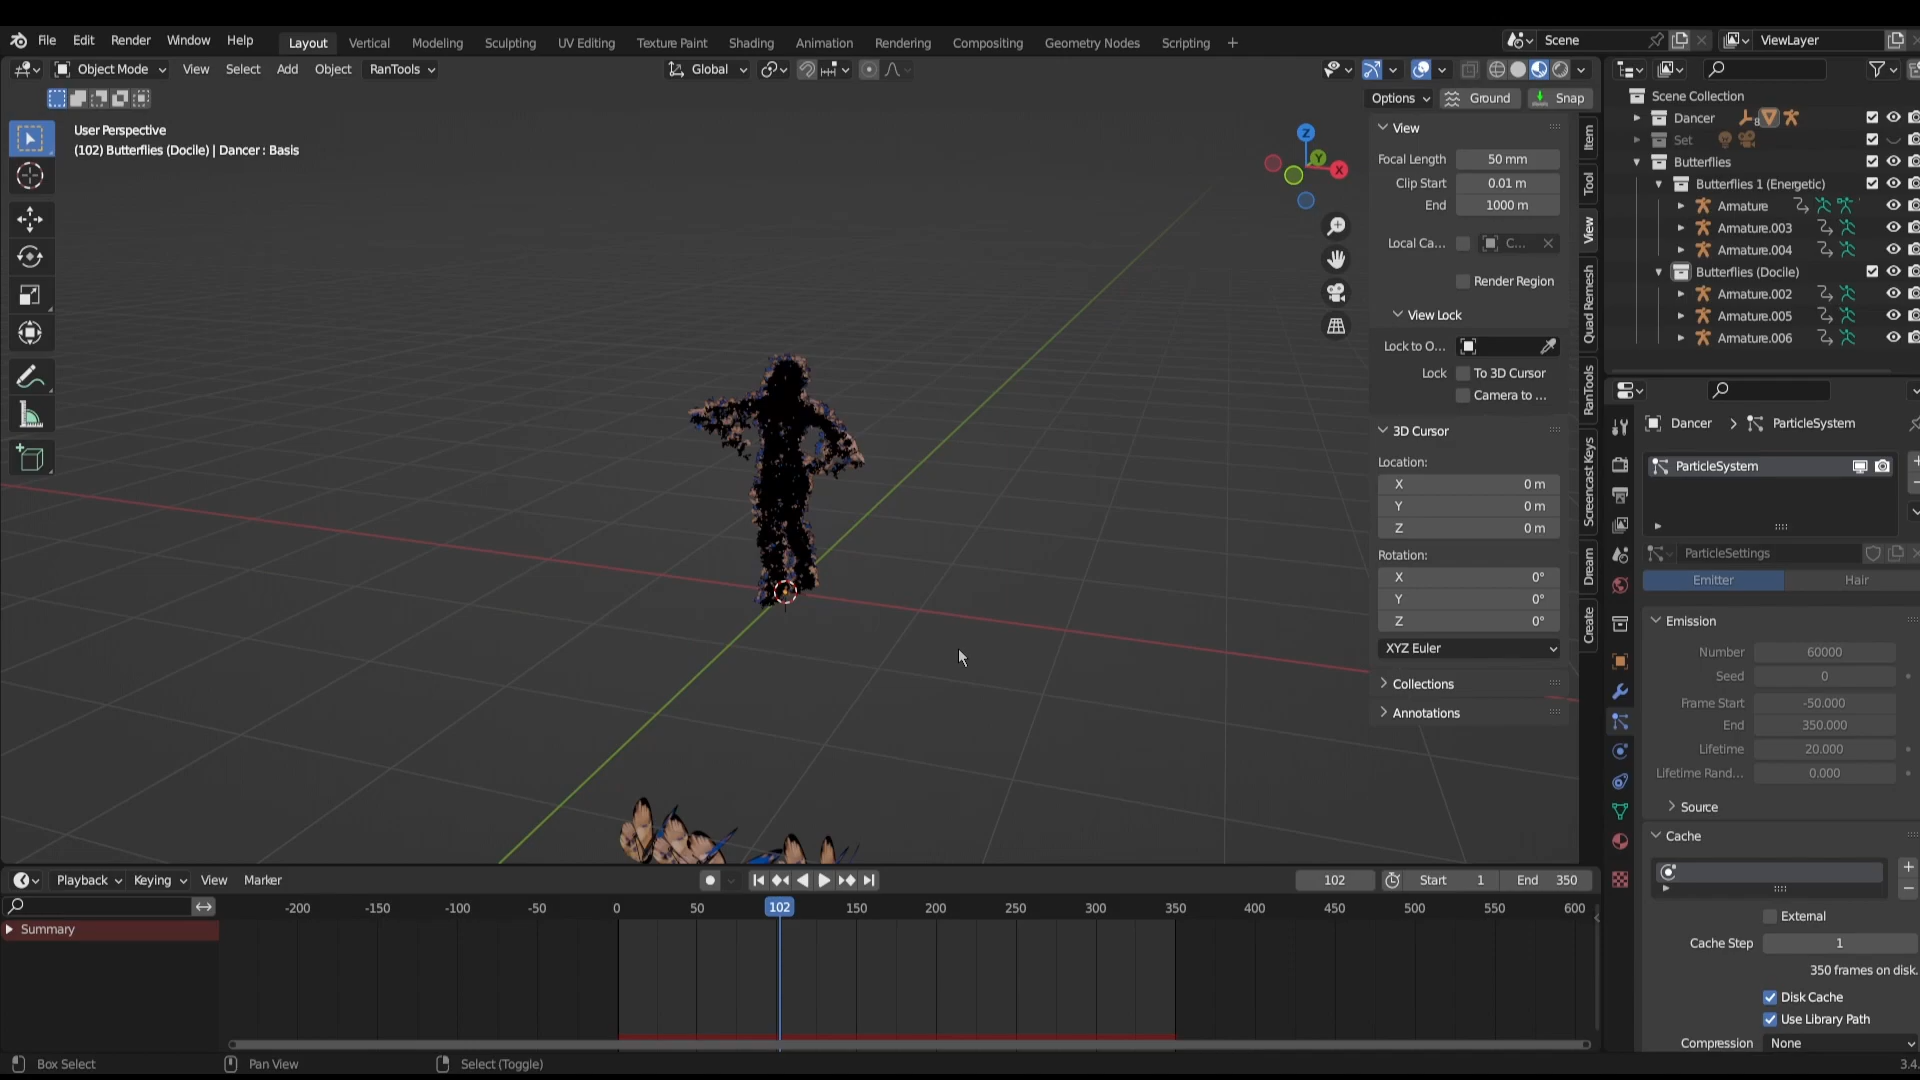 File Edit Render Window Help Layout Vertical Modeling Sculpting UV Editing Texture Paint Shading Animation Rendering Compositing Geometry Nodes Scripting + Scene ViewLayer
Object Mode View Select Add Object RanTools Global
Options Ground Snap
User Perspective
(102) Butterflies (Docile) | Dancer : Basis
Z
Y
X
View
Focal Length 50 mm
Clip Start 0.01 m
End 1000 m
Local Ca... C...
Render Region
View Lock
Lock to O...
Lock To 3D Cursor
Camera to ...
3D Cursor
Location:
X 0 m
Y 0 m
Z 0 m
Rotation:
X 0°
Y 0°
Z 0°
XYZ Euler
Collections
Annotations
Item
Tool
View
Quad Remesh
RanTools
Screencast Keys
Dream
Create
Scene Collection
Dancer 8
Set
Butterflies
Butterflies 1 (Energetic)
Armature
Armature.003
Armature.004
Butterflies (Docile)
Armature.002
Armature.005
Armature.006
Dancer > ParticleSystem
ParticleSystem
ParticleSettings
Emitter Hair
Emission
Number 60000
Seed 0
Frame Start -50.000
End 350.000
Lifetime 20.000
Lifetime Rand... 0.000
Source
Cache
External
Cache Step 1
350 frames on disk.
Disk Cache
Use Library Path
Compression None
Playback Keying View Marker 102 Start 1 End 350
-200 -150 -100 -50 0 50 102 150 200 250 300 350 400 450 500 550 600
Summary
Box Select Pan View Select (Toggle) 3.4.